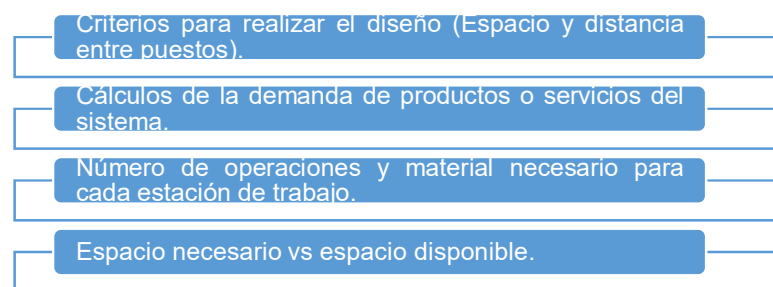 Criterios para realizar el diseño (Espacio y distancia
entre puestos).
Cálculos de la demanda de productos o servicios del
sistema.
Número de operaciones y material necesario para
cada estación de trabajo.
Espacio necesario vs espacio disponible.